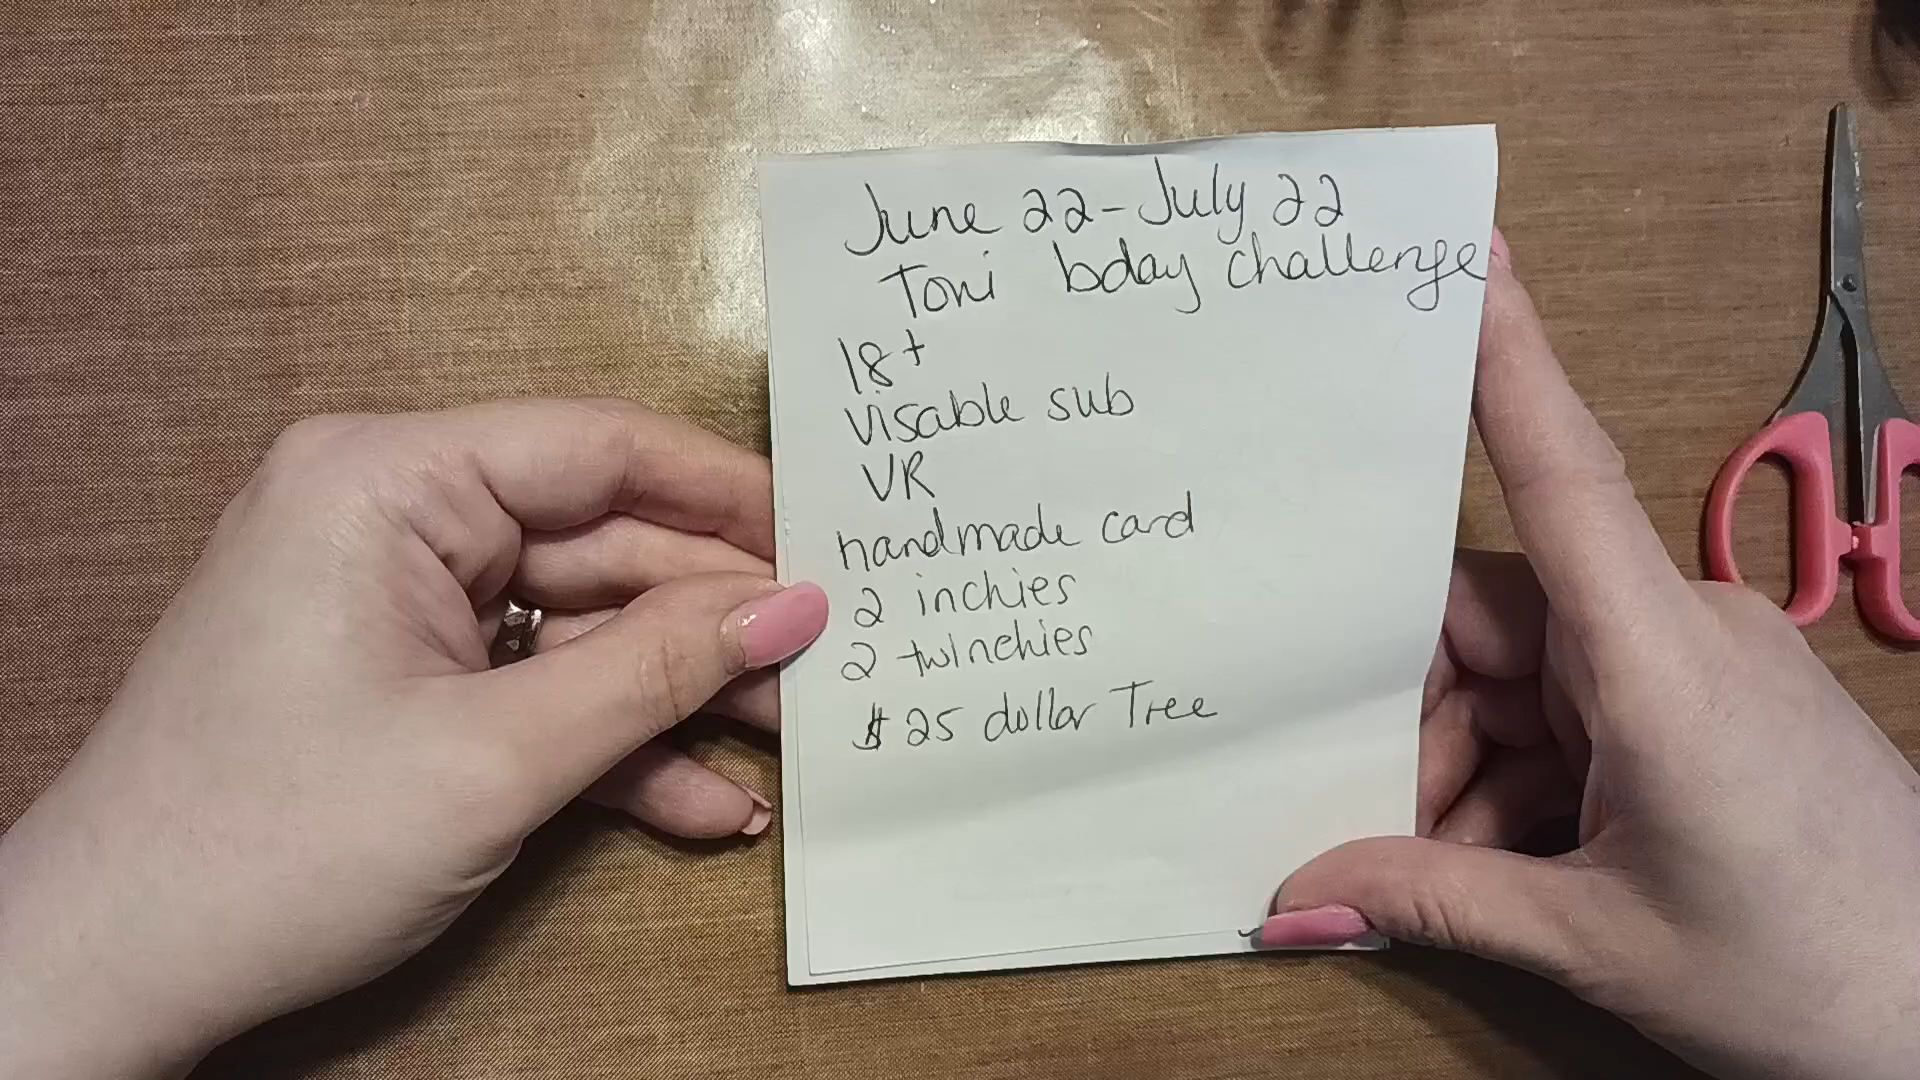 June 22-July 22
Toni bday challenge
18+
visable sub
VR
handmade card
2 inchies
2 twinchies
$25 dollar Tree